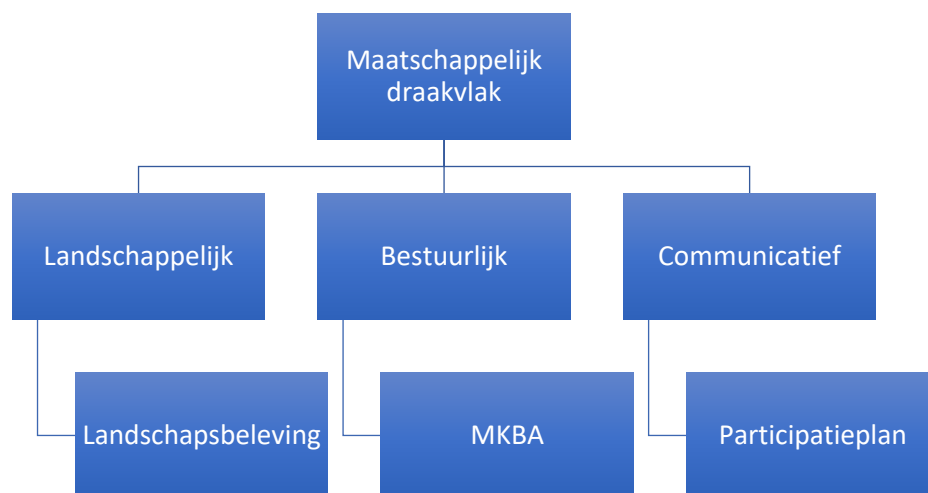 Maatschappelijk
draakvlak
Landschappelijk
Bestuurlijk
Communicatief
Landschapsbeleving
MKBA
Participatieplan